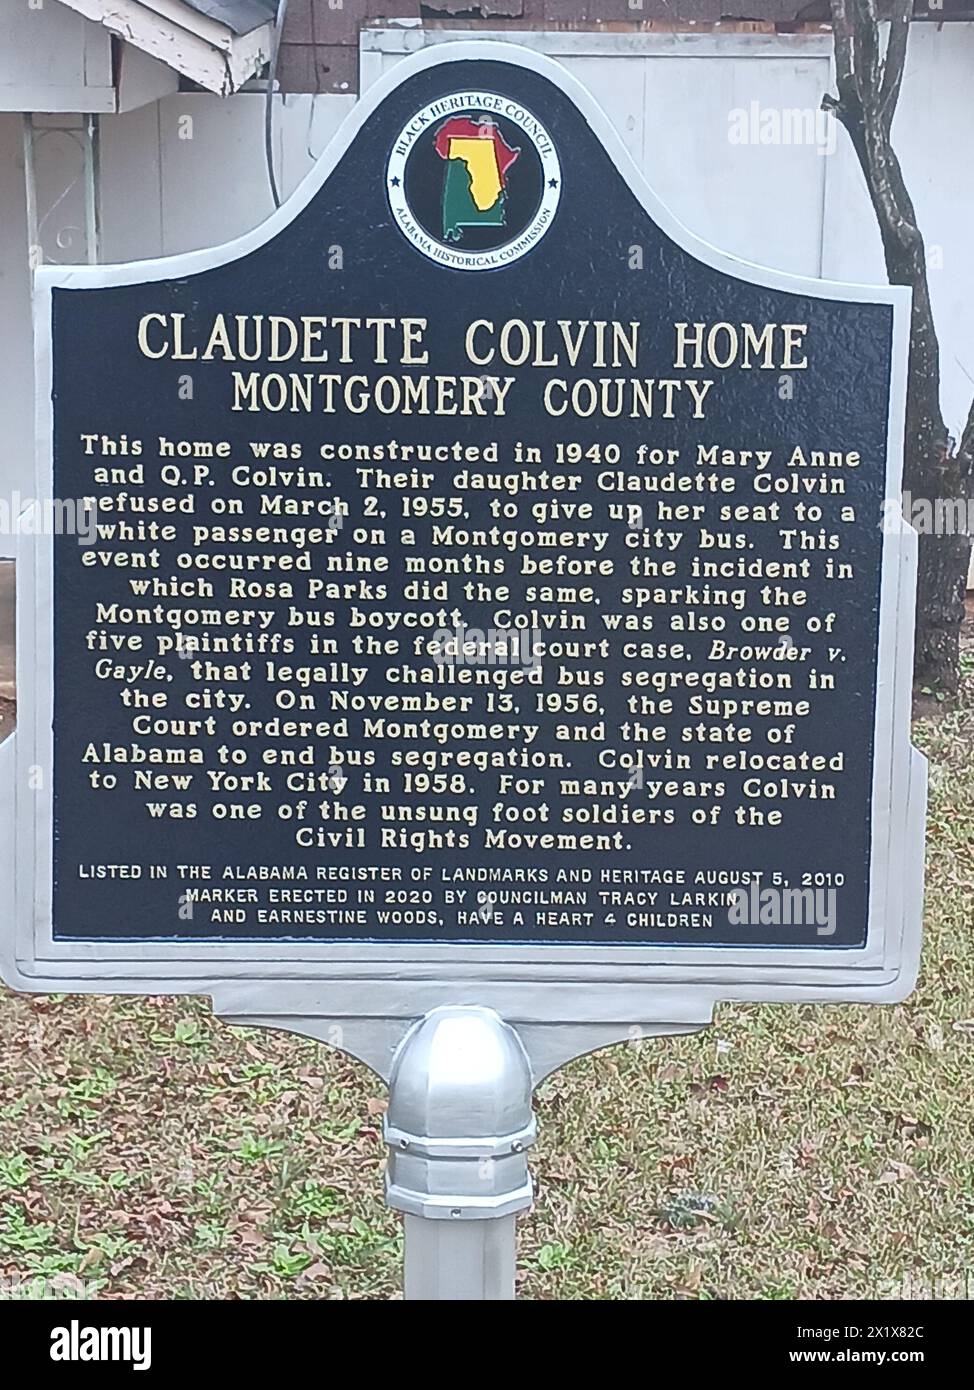 BLACK HERITAGE COUNCIL
ALABAMA HISTORICAL COMMISSION
CLAUDETTE COLVIN HOME
MONTGOMERY COUNTY
This home was constructed in 1940 for Mary Anne
and Q.P. Colvin. Their daughter Claudette Colvin
refused on March 2, 1955, to give up her seat to a
white passenger on a Montgomery city bus. This
event occurred nine months before the incident in
which Rosa Parks did the same, sparking the
Montgomery bus boycott. Colvin was also one of
five plaintiffs in the federal court case, Browder v.
Gayle, that legally challenged bus segregation in
the city. On November 13, 1956, the Supreme
Court ordered Montgomery and the state of
Alabama to end bus segregation. Colvin relocated
to New York City in 1958. For many years Colvin
was one of the unsung foot soldiers of the
Civil Rights Movement.
LISTED IN THE ALABAMA REGISTER OF LANDMARKS AND HERITAGE AUGUST 5, 2010
MARKER ERECTED IN 2020 BY COUNCILMAN TRACY LARKIN
AND EARNESTINE WOODS, HAVE A HEART 4 CHILDREN
alamy
Image ID: 2X1X82C
www.alamy.com